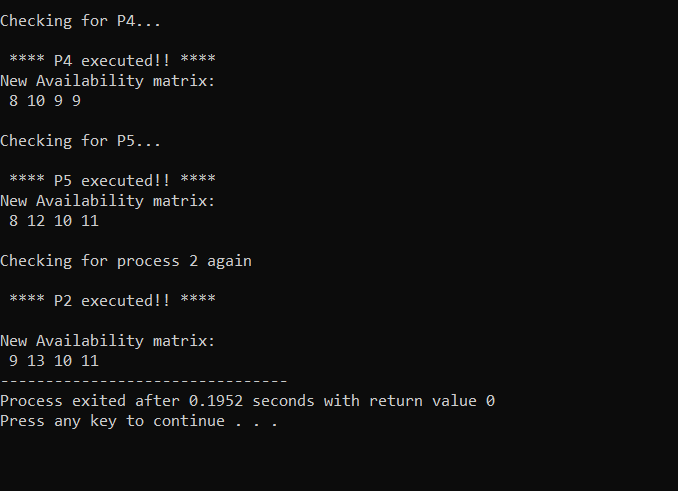 Checking for P4...
**** P4 executed!! ****
New Availability matrix:
8 10 9 9
Checking for P5...
**** P5 executed!! ****
New Availability matrix:
8 12 10 11
Checking for process 2 again
**** P2 executed!! ****
New Availability matrix:
9 13 10 11
--------------------------------
Process exited after 0.1952 seconds with return value 0
Press any key to continue . . .